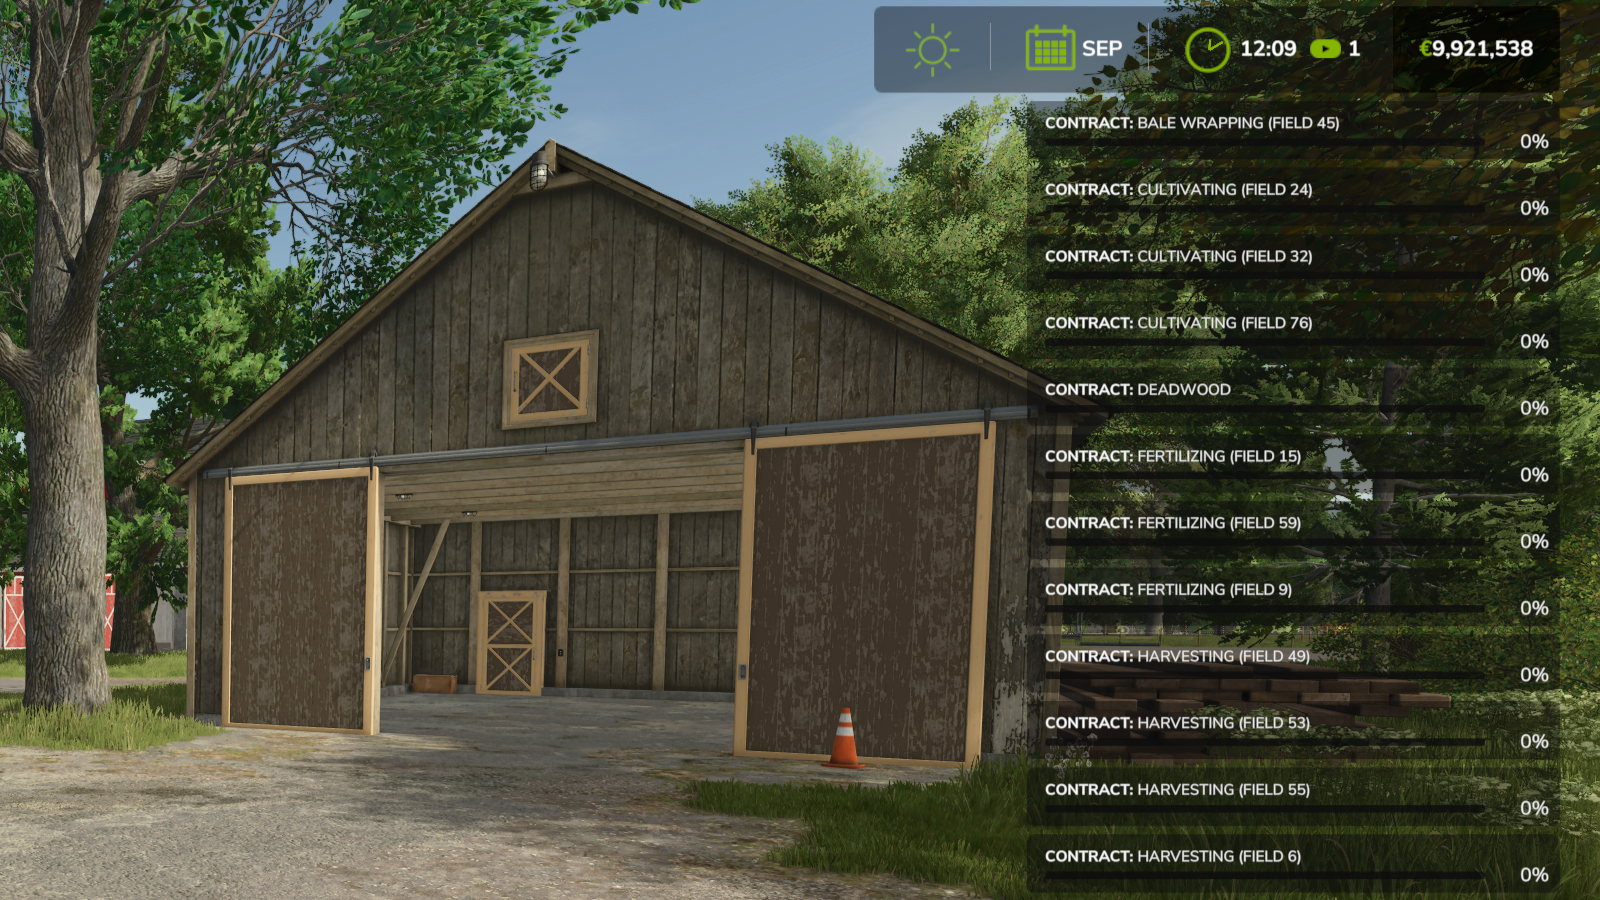 SEP 12:09 1 €9,921,538
CONTRACT: BALE WRAPPING (FIELD 45)
0%
CONTRACT: CULTIVATING (FIELD 24)
0%
CONTRACT: CULTIVATING (FIELD 32)
0%
CONTRACT: CULTIVATING (FIELD 76)
0%
CONTRACT: DEADWOOD
0%
CONTRACT: FERTILIZING (FIELD 15)
0%
CONTRACT: FERTILIZING (FIELD 59)
0%
CONTRACT: FERTILIZING (FIELD 9)
0%
CONTRACT: HARVESTING (FIELD 49)
0%
CONTRACT: HARVESTING (FIELD 53)
0%
CONTRACT: HARVESTING (FIELD 55)
0%
CONTRACT: HARVESTING (FIELD 6)
0%